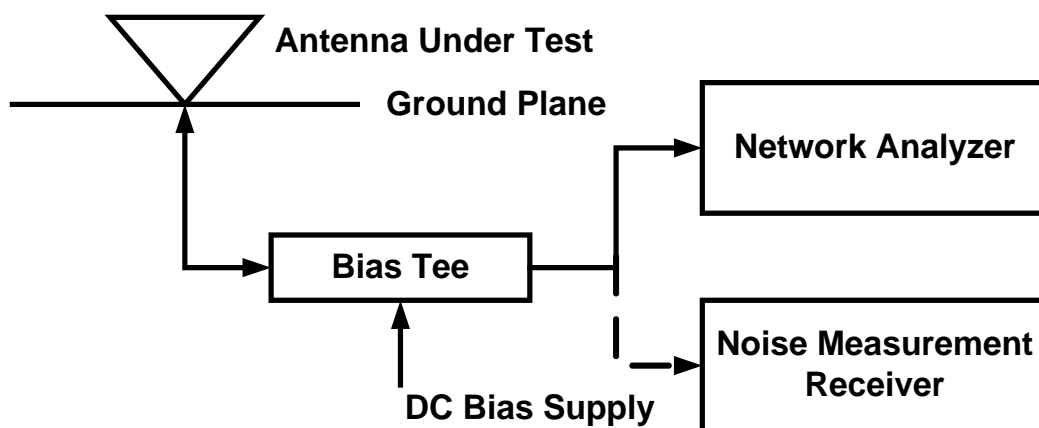 Antenna Under Test
Ground Plane
Network Analyzer
Bias Tee
Noise Measurement
Receiver
DC Bias Supply